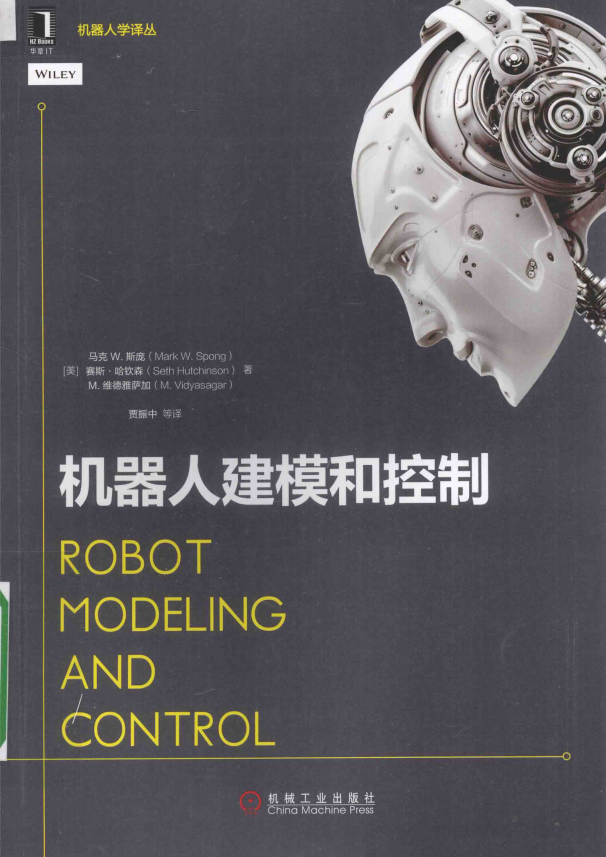 HZ Books
华章IT
机器人学译丛
WILEY
马克 W. 斯庞(Mark W. Spong)
[美] 赛斯·哈钦森(Seth Hutchinson) 著
M. 维德雅萨加(M. Vidyasagar)
贾振中 等译
机器人建模和控制
ROBOT
MODELING
AND
CONTROL
机械工业出版社
China Machine Press